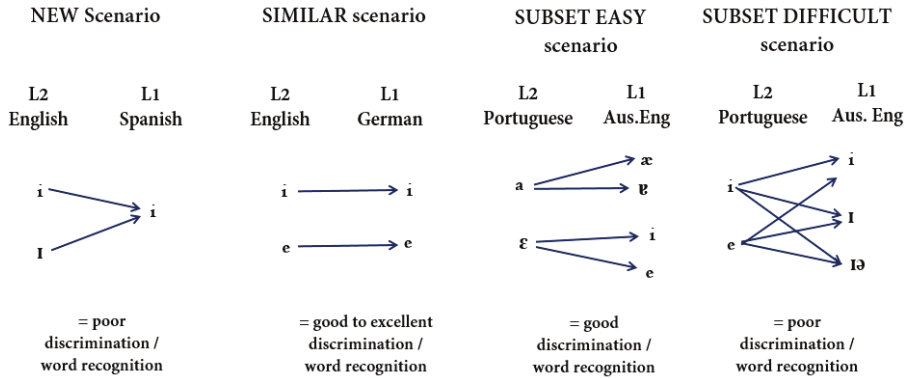 NEW Scenario
L2 L1
English Spanish
i
i
ɪ
= poor
discrimination /
word recognition
SIMILAR scenario
L2 L1
English German
i i
e e
= good to excellent
discrimination /
word recognition
SUBSET EASY
scenario
L2 L1
Portuguese Aus.Eng
æ
a ɐ
ɛ i
e
= good
discrimination /
word recognition
SUBSET DIFFICULT
scenario
L2 L1
Portuguese Aus. Eng
i
i
ɪ
e
ɪə
= poor
discrimination /
word recognition